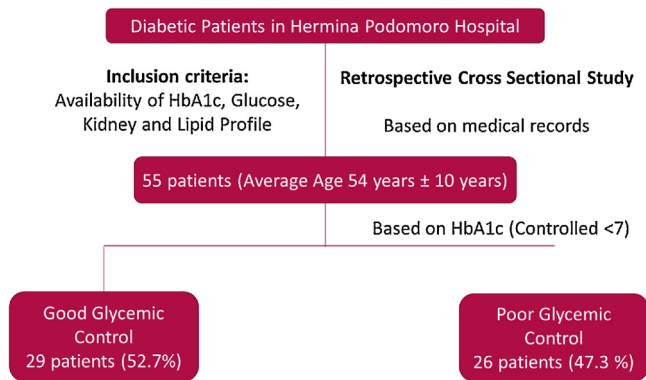 Diabetic Patients in Hermina Podomoro Hospital
Inclusion criteria:
Availability of HbA1c, Glucose,
Kidney and Lipid Profile
Retrospective Cross Sectional Study
Based on medical records
55 patients (Average Age 54 years ± 10 years)
Based on HbA1c (Controlled <7)
Good Glycemic
Control
29 patients (52.7%)
Poor Glycemic
Control
26 patients (47.3 %)